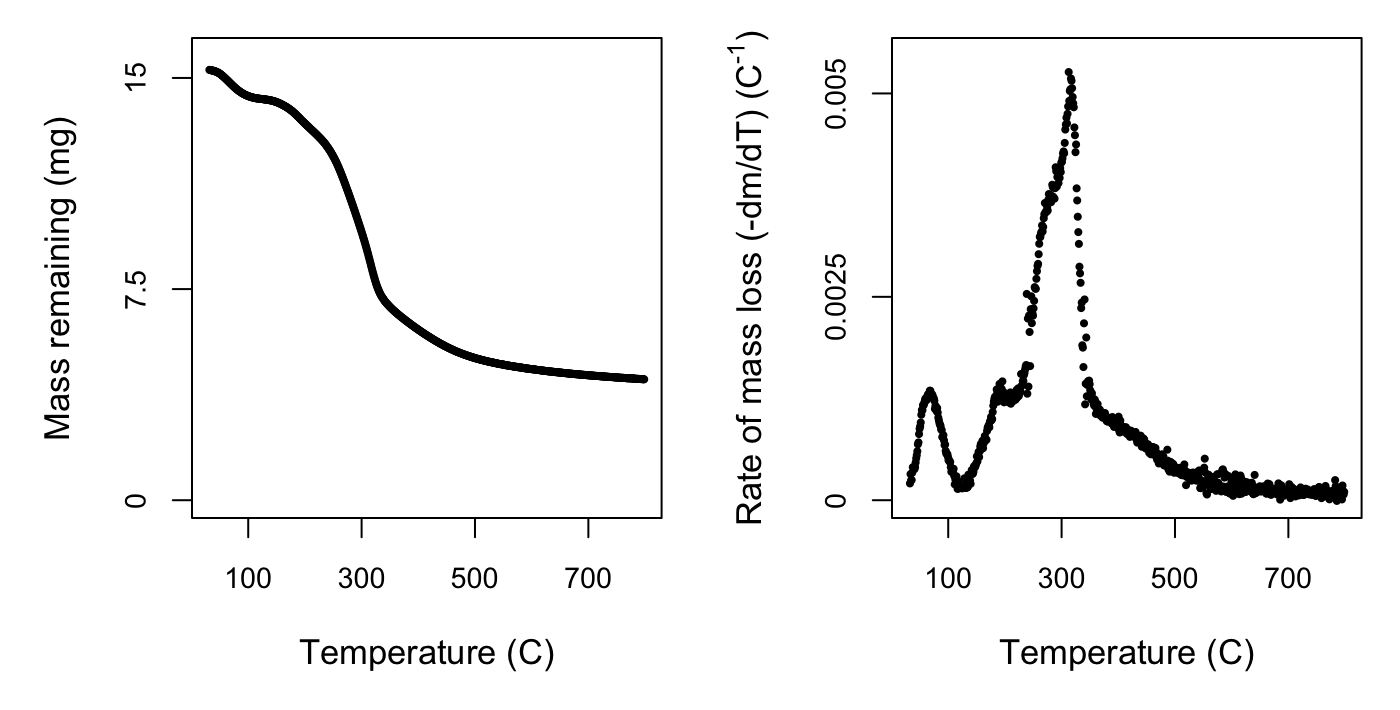 Mass remaining (mg)
15
7.5
0
100 300 500 700
Temperature (C)
Rate of mass loss (-dm/dT) (C⁻¹)
0.005
0.0025
0
100 300 500 700
Temperature (C)